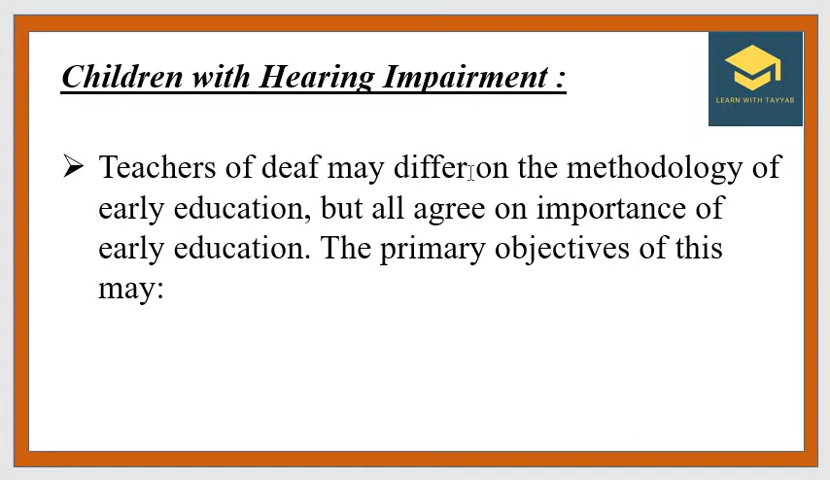 Children with Hearing Impairment :
LEARN WITH TAYYAB
➢ Teachers of deaf may differ on the methodology of
early education, but all agree on importance of
early education. The primary objectives of this
may: